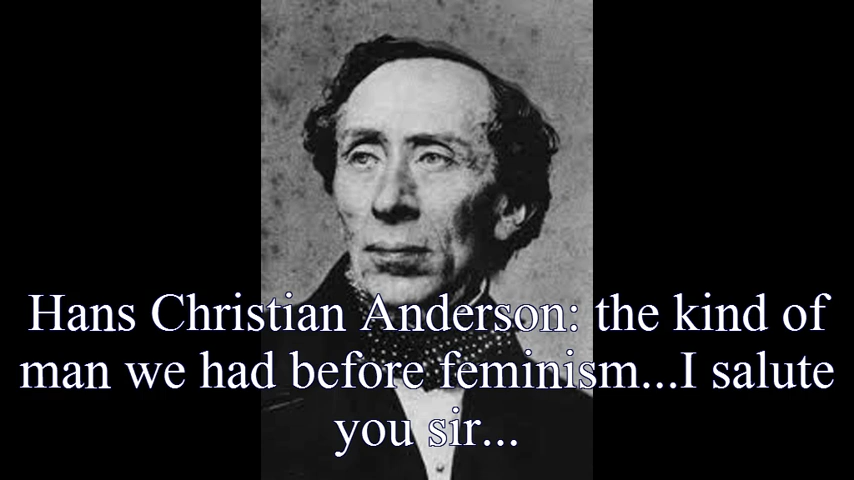 Hans Christian Anderson: the kind of
man we had before feminism...I salute
you sir...